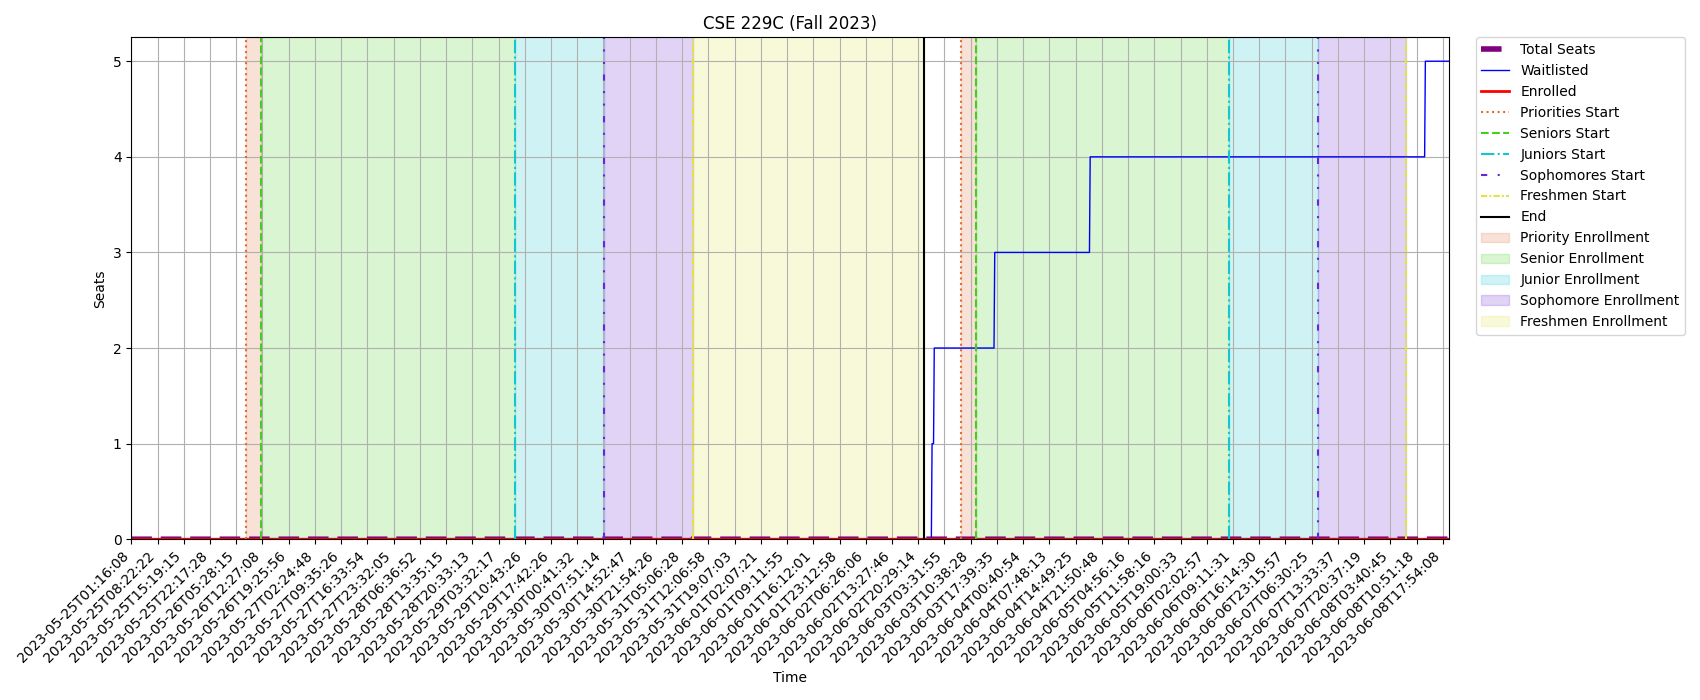 CSE 229C (Fall 2023)
Seats
5
4
3
2
1
0
2023-05-25T01:16:08
2023-05-25T08:22:22
2023-05-25T15:19:15
2023-05-25T22:17:28
2023-05-26T05:28:15
2023-05-26T12:27:08
2023-05-26T19:25:56
2023-05-27T02:24:48
2023-05-27T09:35:26
2023-05-27T16:33:54
2023-05-27T23:32:05
2023-05-28T06:36:52
2023-05-28T13:35:15
2023-05-28T20:33:13
2023-05-29T03:32:17
2023-05-29T10:43:26
2023-05-29T17:42:26
2023-05-30T00:41:32
2023-05-30T07:51:14
2023-05-30T14:52:47
2023-05-30T21:54:26
2023-05-31T05:06:28
2023-05-31T12:06:58
2023-05-31T19:07:03
2023-06-01T02:07:21
2023-06-01T09:11:55
2023-06-01T16:12:01
2023-06-01T23:12:58
2023-06-02T06:26:06
2023-06-02T13:27:46
2023-06-02T20:29:14
2023-06-03T03:31:55
2023-06-03T10:38:28
2023-06-03T17:39:35
2023-06-04T00:40:54
2023-06-04T07:48:13
2023-06-04T14:49:25
2023-06-04T21:50:48
2023-06-05T04:56:16
2023-06-05T11:58:16
2023-06-05T19:00:33
2023-06-06T02:02:57
2023-06-06T09:11:31
2023-06-06T16:14:30
2023-06-06T23:15:57
2023-06-07T06:30:25
2023-06-07T13:33:37
2023-06-07T20:37:19
2023-06-08T03:40:45
2023-06-08T10:51:18
2023-06-08T17:54:08
Time
Total Seats
Waitlisted
Enrolled
Priorities Start
Seniors Start
Juniors Start
Sophomores Start
Freshmen Start
End
Priority Enrollment
Senior Enrollment
Junior Enrollment
Sophomore Enrollment
Freshmen Enrollment